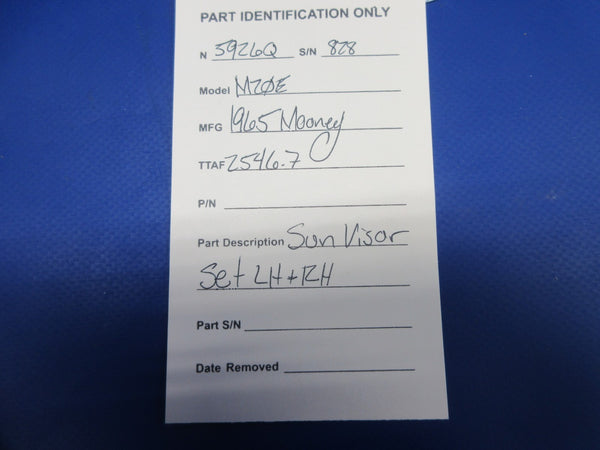 PART IDENTIFICATION ONLY
N 5926Q S/N 828
Model M20E
MFG 1965 Mooney
TTAF 2546.7
P/N
Part Description Sun Visor
Set LH + RH
Part S/N
Date Removed